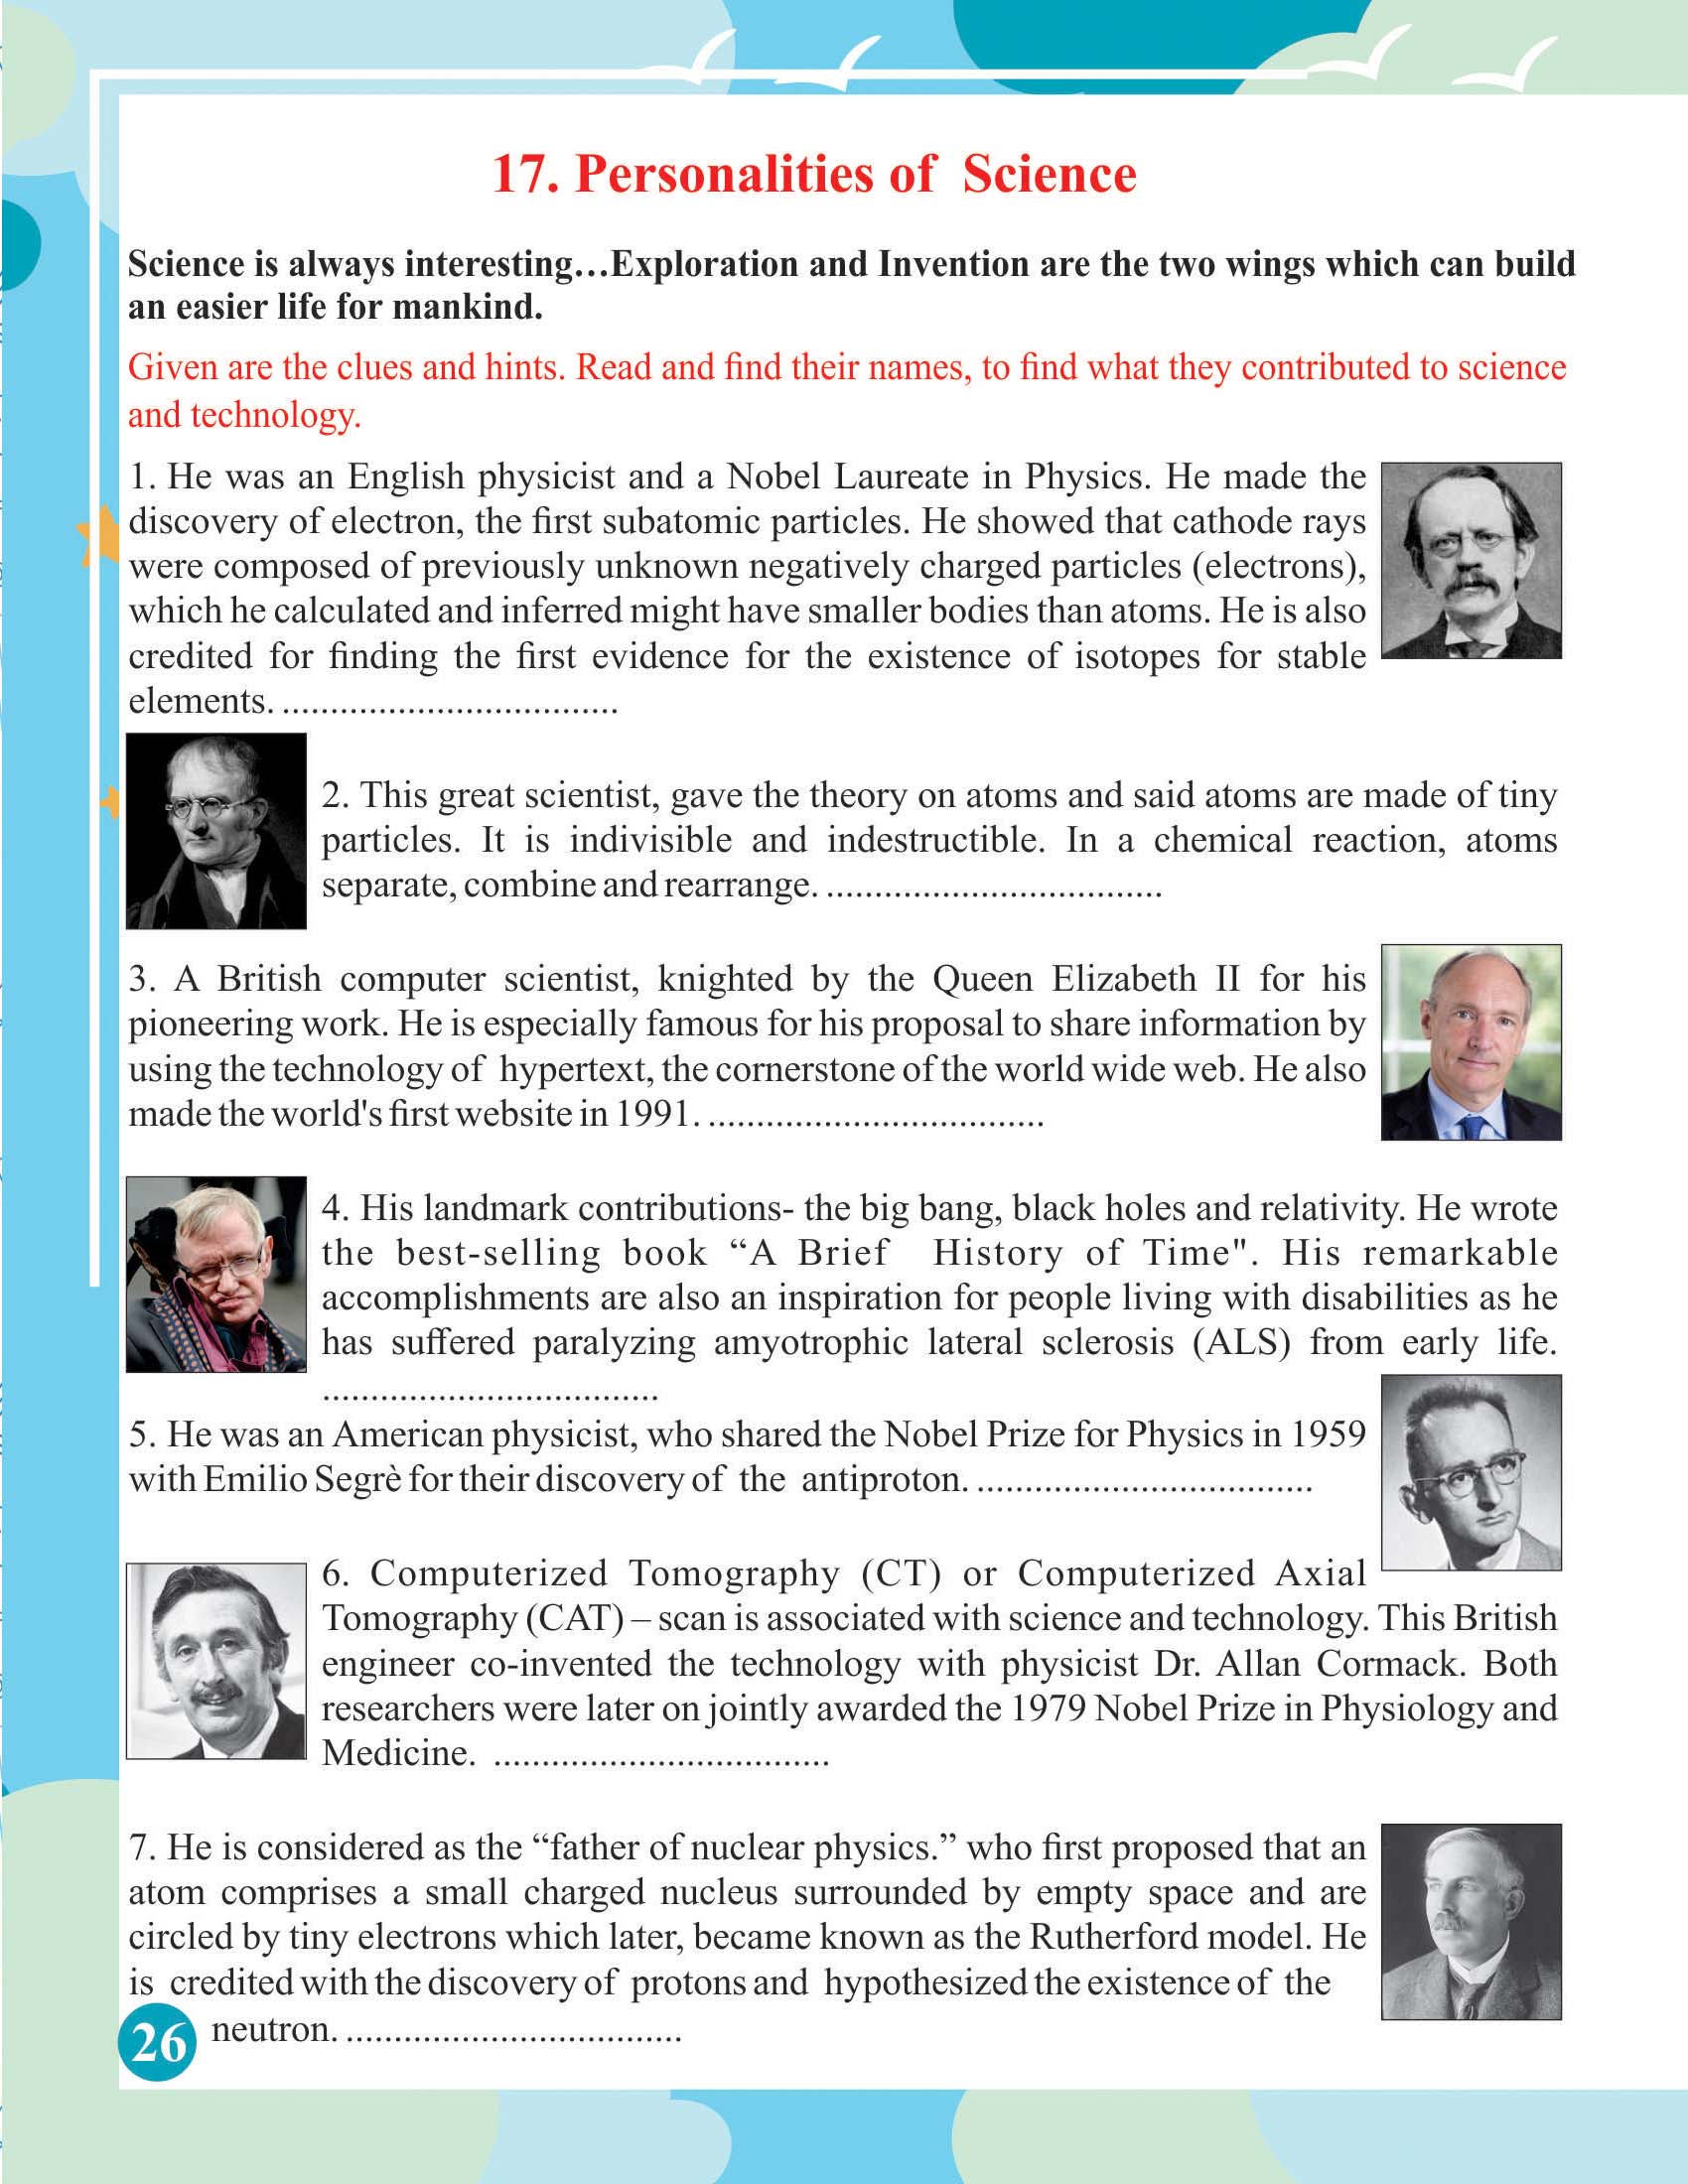 17. Personalities of Science
Science is always interesting…Exploration and Invention are the two wings which can build
an easier life for mankind.
Given are the clues and hints. Read and find their names, to find what they contributed to science
and technology.
1. He was an English physicist and a Nobel Laureate in Physics. He made the
discovery of electron, the first subatomic particles. He showed that cathode rays
were composed of previously unknown negatively charged particles (electrons),
which he calculated and inferred might have smaller bodies than atoms. He is also
credited for finding the first evidence for the existence of isotopes for stable
elements. ...................................
2. This great scientist, gave the theory on atoms and said atoms are made of tiny
particles. It is indivisible and indestructible. In a chemical reaction, atoms
separate, combine and rearrange. ...................................
3. A British computer scientist, knighted by the Queen Elizabeth II for his
pioneering work. He is especially famous for his proposal to share information by
using the technology of hypertext, the cornerstone of the world wide web. He also
made the world's first website in 1991. ...................................
4. His landmark contributions- the big bang, black holes and relativity. He wrote
the best-selling book “A Brief History of Time". His remarkable
accomplishments are also an inspiration for people living with disabilities as he
has suffered paralyzing amyotrophic lateral sclerosis (ALS) from early life.
...................................
5. He was an American physicist, who shared the Nobel Prize for Physics in 1959
with Emilio Segrè for their discovery of the antiproton. ...................................
6. Computerized Tomography (CT) or Computerized Axial
Tomography (CAT) – scan is associated with science and technology. This British
engineer co-invented the technology with physicist Dr. Allan Cormack. Both
researchers were later on jointly awarded the 1979 Nobel Prize in Physiology and
Medicine. ...................................
7. He is considered as the “father of nuclear physics.” who first proposed that an
atom comprises a small charged nucleus surrounded by empty space and are
circled by tiny electrons which later, became known as the Rutherford model. He
is credited with the discovery of protons and hypothesized the existence of the
neutron. ...................................
26